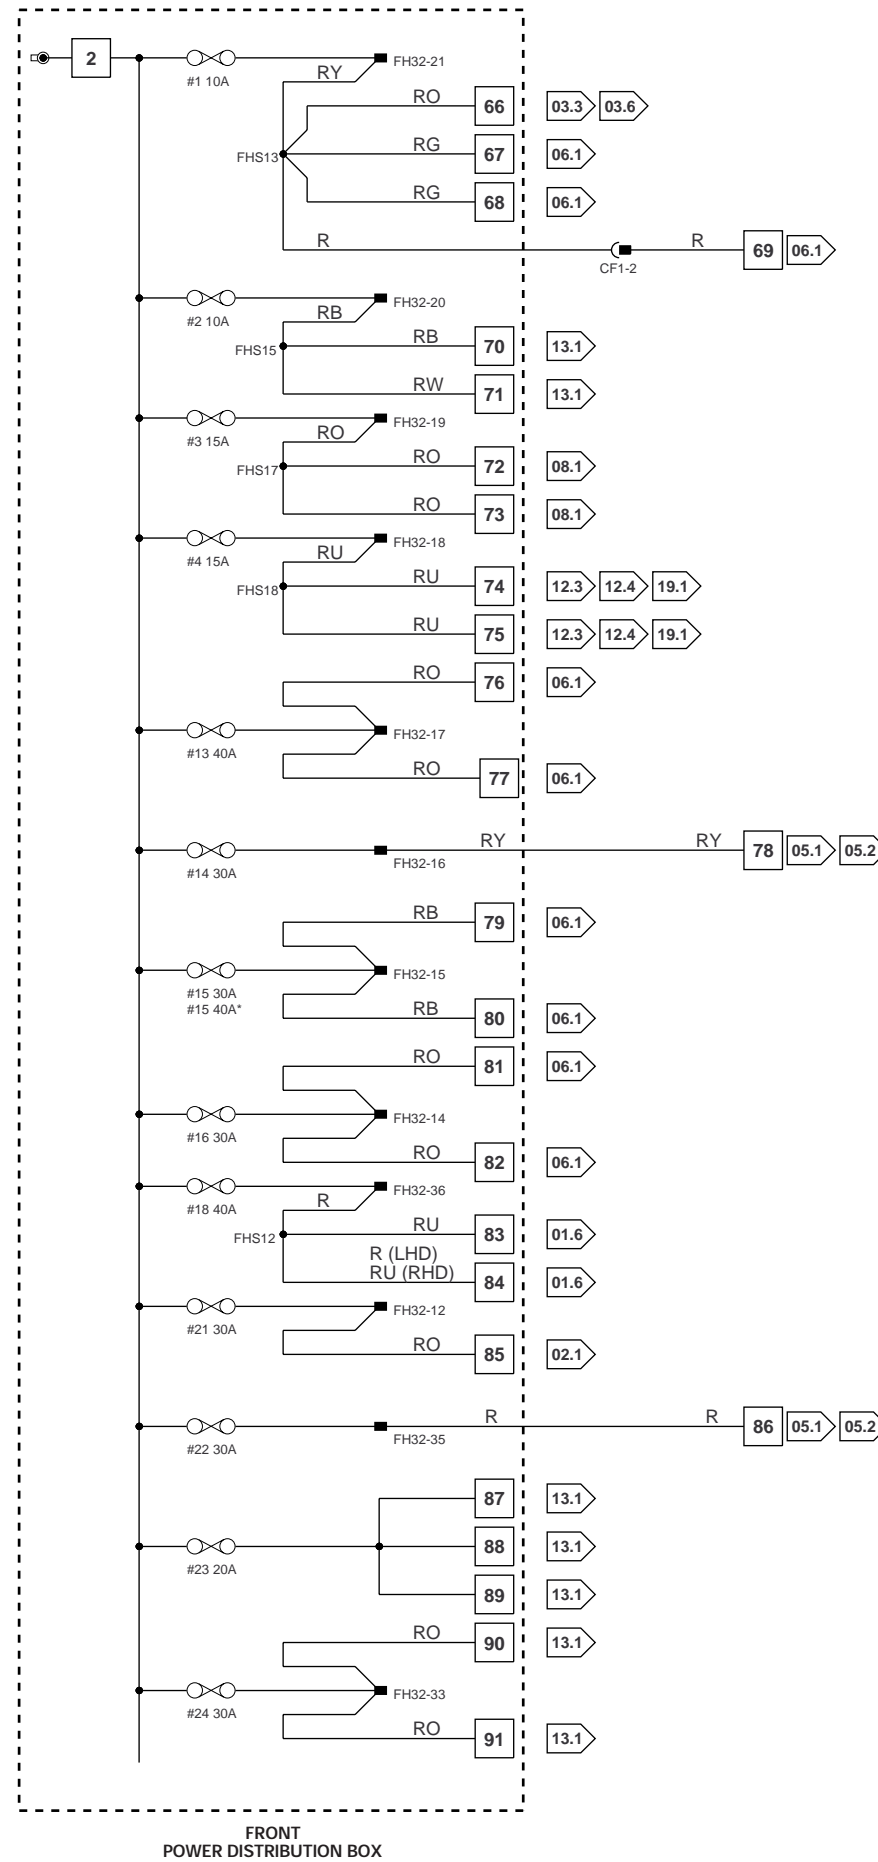 2
#1 10A
FH32-21
RY
RO 66 03.3 03.6
FHS13
RG 67 06.1
RG 68 06.1
R CF1-2 R 69 06.1
#2 10A
FH32-20
RB
FHS15
RB 70 13.1
RW 71 13.1
#3 15A
FH32-19
RO
FHS17
RO 72 08.1
RO 73 08.1
#4 15A
FH32-18
RU
FHS18
RU 74 12.3 12.4 19.1
RU 75 12.3 12.4 19.1
RO 76 06.1
#13 40A
FH32-17
RO 77 06.1
#14 30A
FH32-16
RY RY 78 05.1 05.2
RB 79 06.1
#15 30A
#15 40A*
FH32-15
RB 80 06.1
RO 81 06.1
#16 30A
FH32-14
RO 82 06.1
#18 40A
FH32-36
R
FHS12
RU 83 01.6
R (LHD)
RU (RHD) 84 01.6
#21 30A
FH32-12
RO 85 02.1
#22 30A
FH32-35
R R 86 05.1 05.2
87 13.1
#23 20A
88 13.1
89 13.1
RO 90 13.1
#24 30A
FH32-33
RO 91 13.1
FRONT
POWER DISTRIBUTION BOX